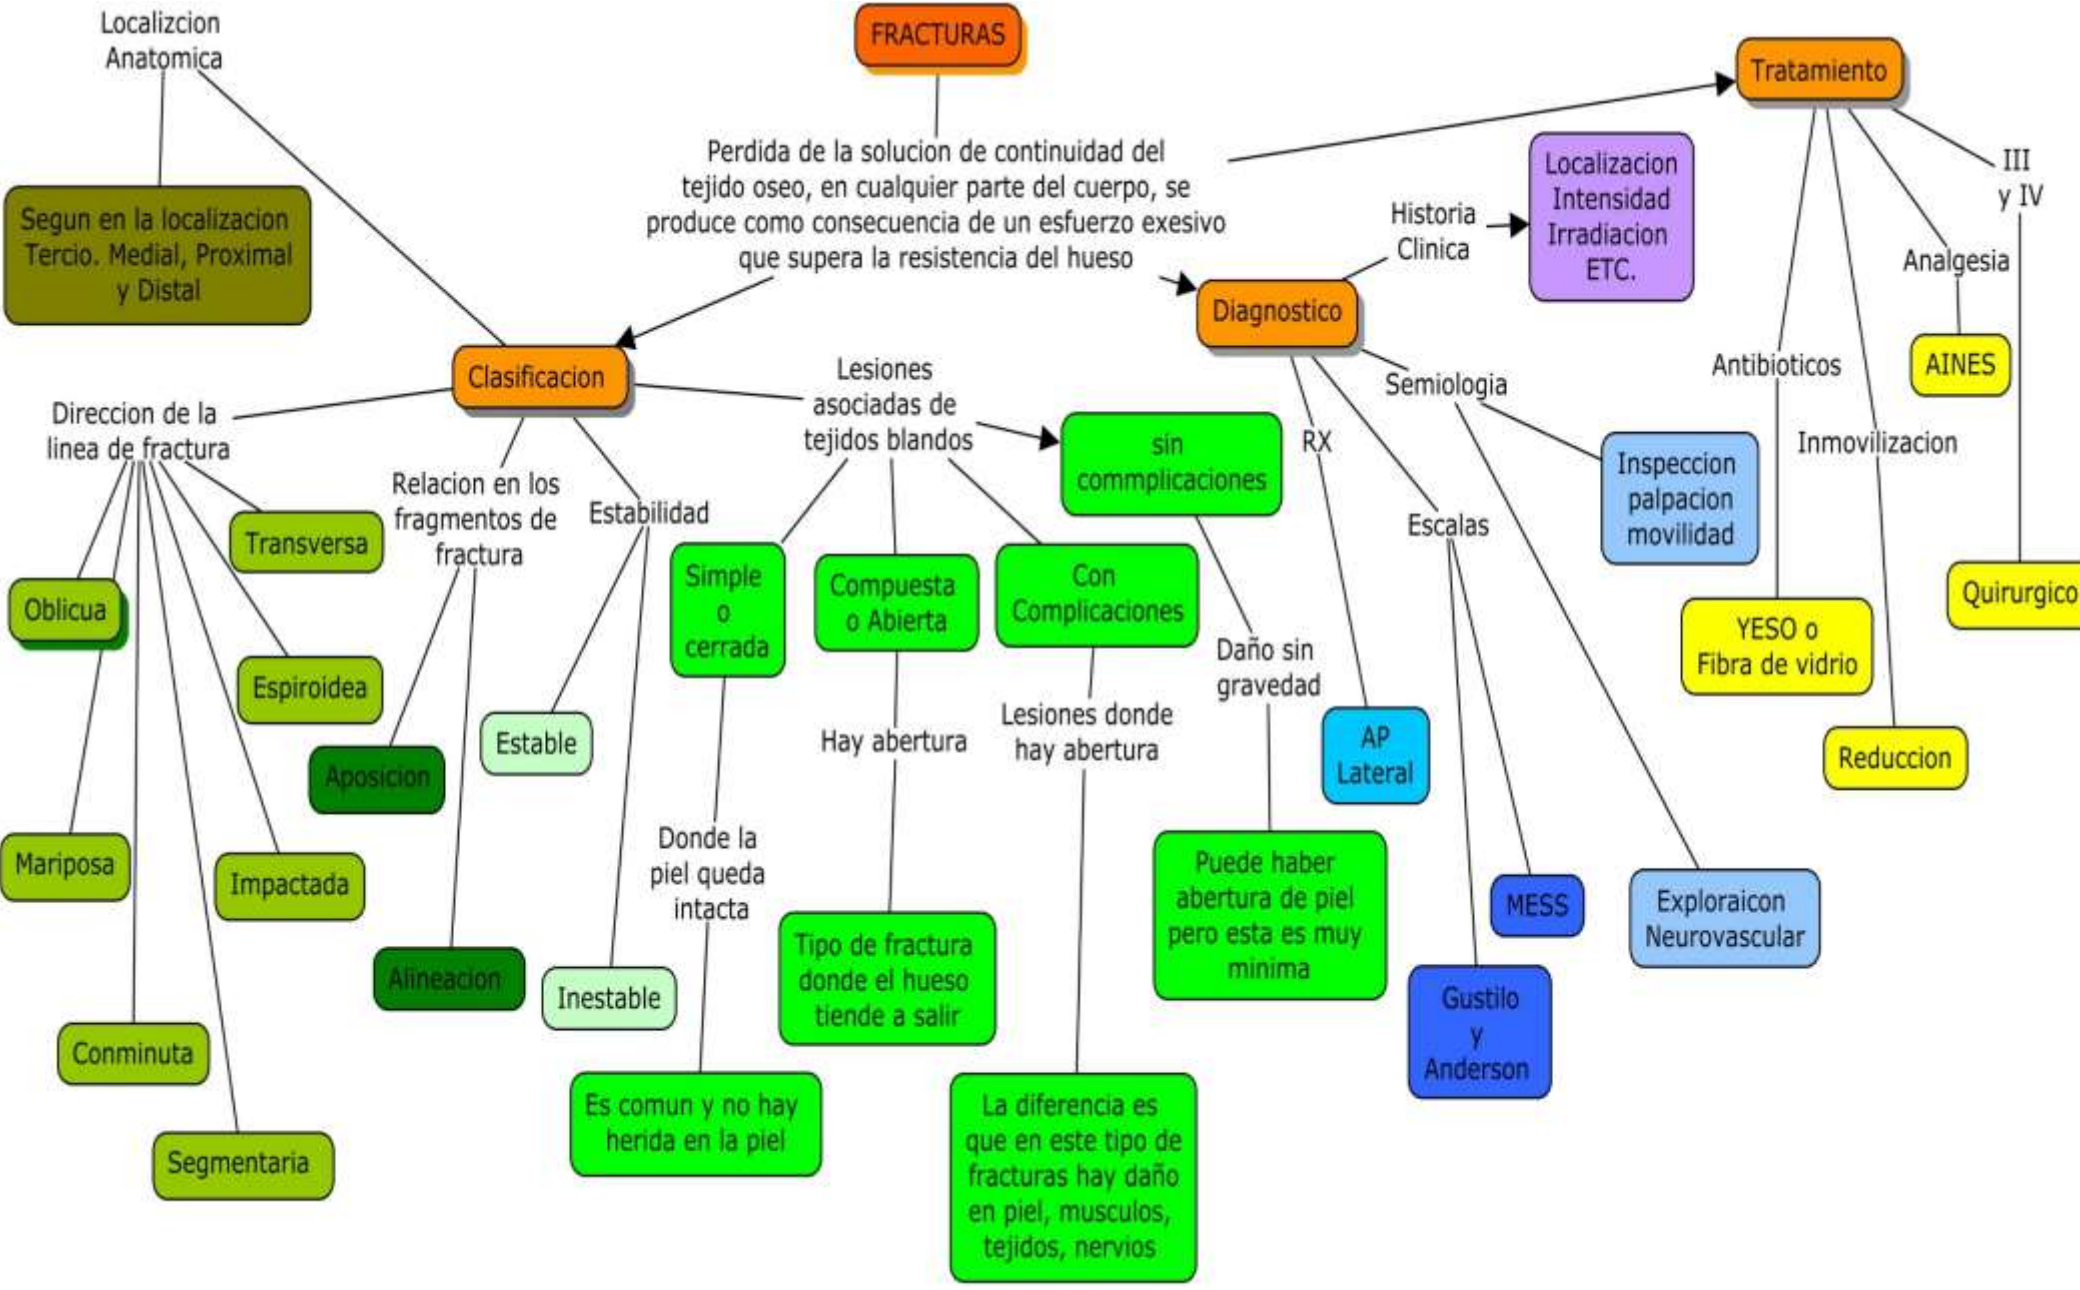 Localizcion
Anatomica
FRACTURAS
Tratamiento
Perdida de la solucion de continuidad del
tejido oseo, en cualquier parte del cuerpo, se
produce como consecuencia de un esfuerzo exesivo
que supera la resistencia del hueso
Segun en la localizacion
Tercio. Medial, Proximal
y Distal
Historia
Clinica
Localizacion
Intensidad
Irradiacion
ETC.
III
y IV
Analgesia
Diagnostico
Clasificacion
Lesiones
asociadas de
tejidos blandos
Semiologia
Antibioticos
AINES
Direccion de la
linea de fractura
sin
commplicaciones
RX
Inmovilizacion
Relacion en los
fragmentos de
fractura
Estabilidad
Escalas
Inspeccion
palpacion
movilidad
Transversa
Oblicua
Simple
o
cerrada
Compuesta
o Abierta
Con
Complicaciones
Quirurgico
YESO o
Fibra de vidrio
Daño sin
gravedad
Espiroidea
Estable
Aposicion
Hay abertura
Lesiones donde
hay abertura
AP
Lateral
Reduccion
Mariposa
Impactada
Donde la
piel queda
intacta
Puede haber
abertura de piel
pero esta es muy
minima
MESS
Exploraicon
Neurovascular
Alineacion
Inestable
Tipo de fractura
donde el hueso
tiende a salir
Gustilo
y
Anderson
Conminuta
Es comun y no hay
herida en la piel
La diferencia es
que en este tipo de
fracturas hay daño
en piel, musculos,
tejidos, nervios
Segmentaria